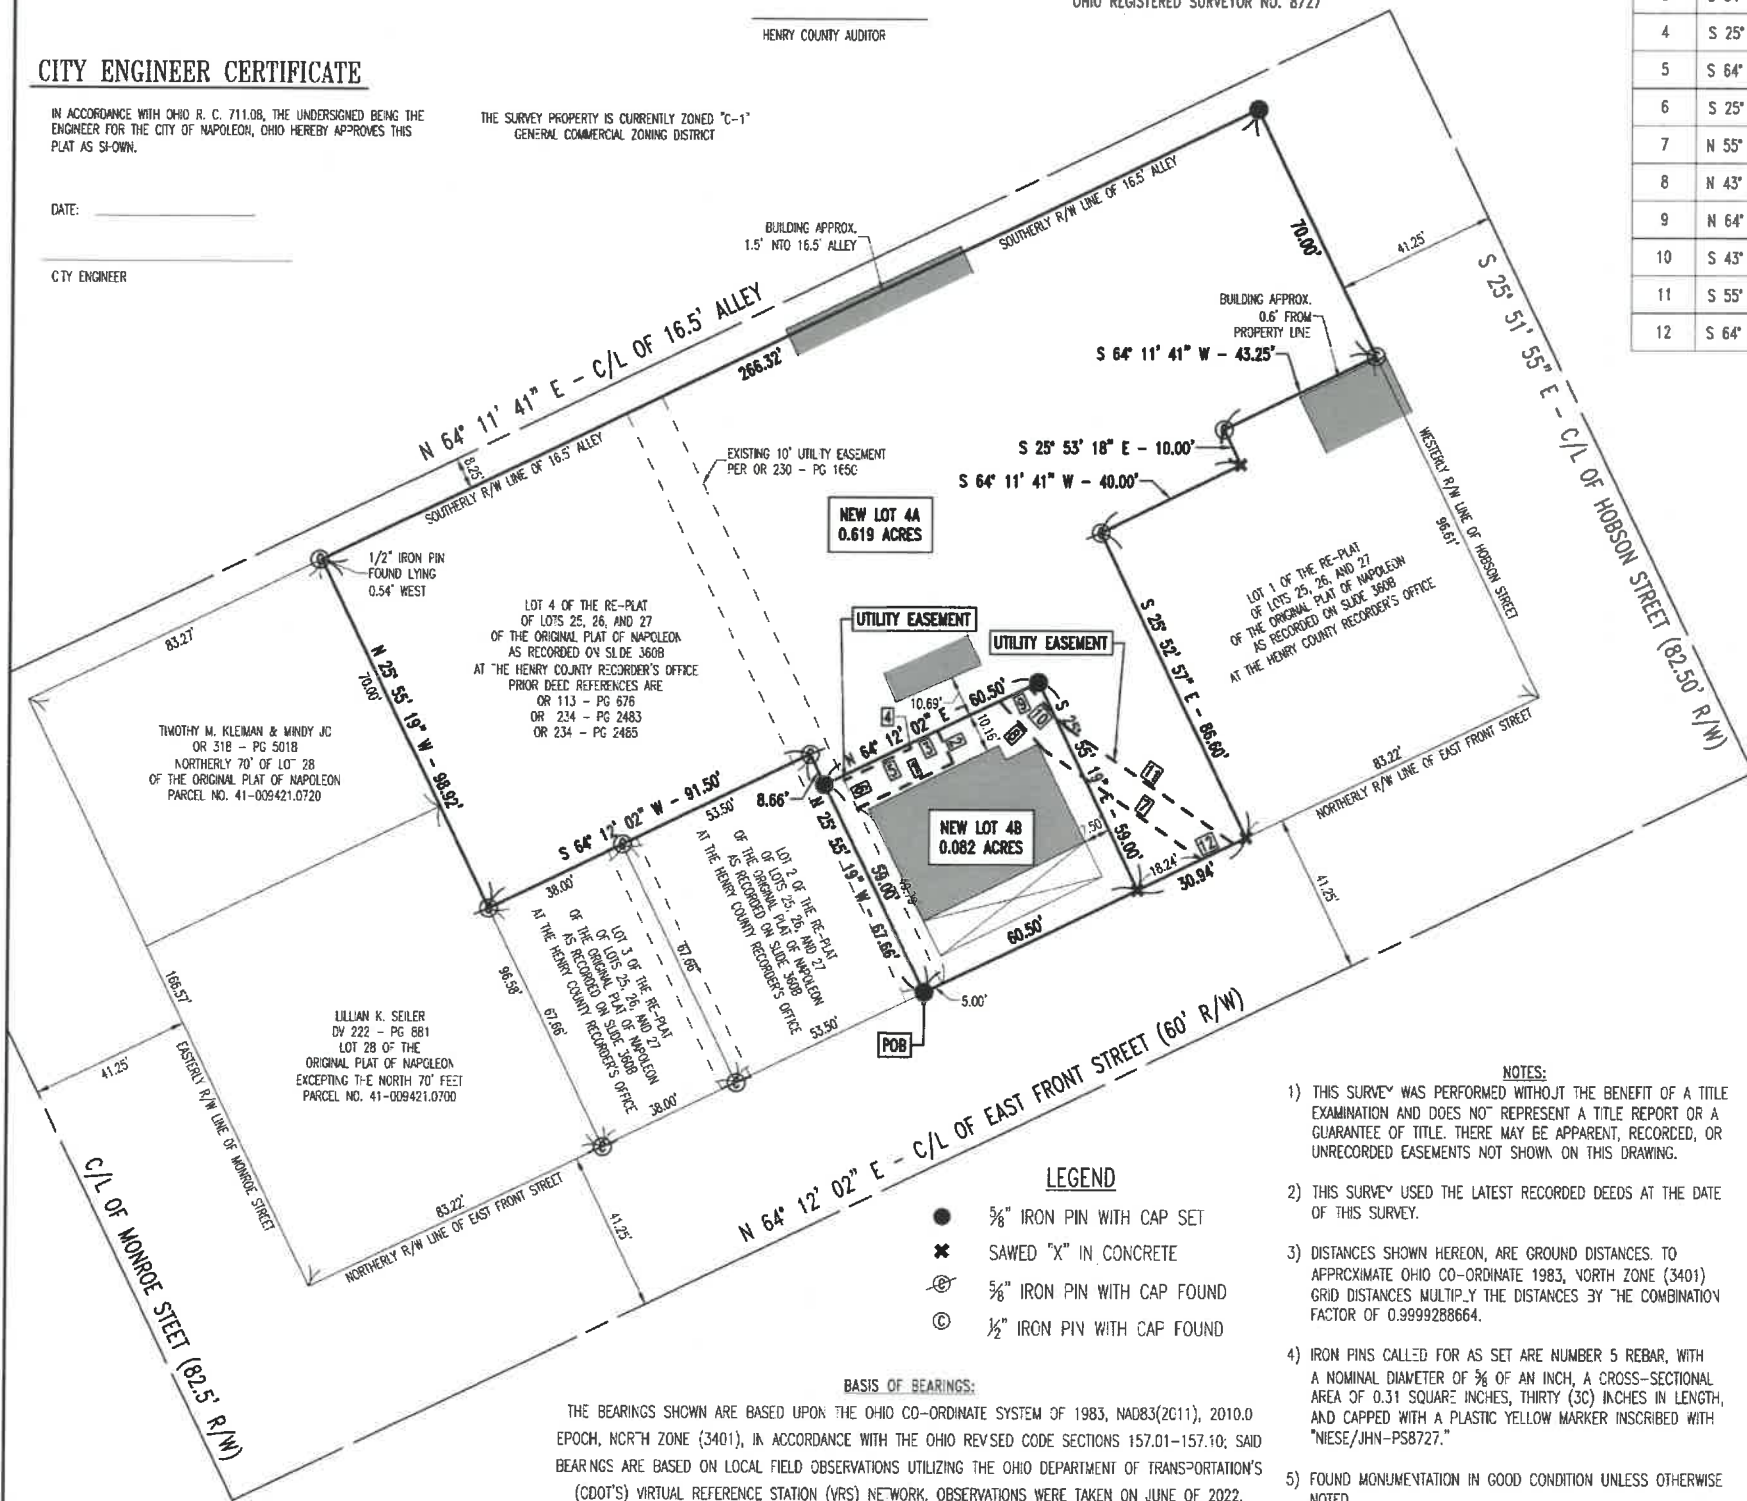 OHIO REGISTERED SURVEYOR NO. 8727
HENRY COUNTY AUDITOR
CITY ENGINEER CERTIFICATE
IN ACCORDANCE WITH OHIO R. C. 711.08, THE UNDERSIGNED BEING THE
ENGINEER FOR THE CITY OF NAPOLEON, OHIO HEREBY APPROVES THIS
PLAT AS SHOWN.
DATE:
CTY ENGINEER
THE SURVEY PROPERTY IS CURRENTLY ZONED "C-1"
GENERAL COMMERCIAL ZONING DISTRICT
4 S 25°
5 S 64°
6 S 25°
7 N 55°
8 N 43°
9 N 64°
10 S 43°
11 S 55°
12 S 64°
BUILDING APPROX.
1.5' NTO 16.5' ALLEY
SOUTHERLY R/W LINE OF 16.5' ALLEY
N 64° 11' 41" E - C/L OF 16.5' ALLEY
266.32'
8.25'
SOUTHERLY R/W LINE OF 16.5' ALLEY
70.00'
41.25'
S 25° 51' 55" E - C/L OF HOBSON STREET (82.50' R/W)
BUILDING APPROX.
0.6' FROM
PROPERTY LINE
S 64° 11' 41" W - 43.25'
S 25° 53' 18" E - 10.00'
S 64° 11' 41" W - 40.00'
WESTERLY R/W LINE OF HOBSON STREET
96.61'
EXISTING 10' UTILITY EASEMENT
PER OR 230 - PG 1650
NEW LOT 4A
0.619 ACRES
1/2" IRON PIN
FOUND LYING
0.54' WEST
LOT 4 OF THE RE-PLAT
OF LOTS 25, 26, AND 27
OF THE ORIGINAL PLAT OF NAPOLEON
AS RECORDED ON SLIDE 360B
AT THE HENRY COUNTY RECORDER'S OFFICE
PRIOR DEED REFERENCES ARE
OR 113 - PG 676
OR 234 - PG 2483
OR 234 - PG 2485
LOT 1 OF THE RE-PLAT
OF LOTS 25, 26, AND 27
OF THE ORIGINAL PLAT OF NAPOLEON
AS RECORDED ON SLIDE 360B
AT THE HENRY COUNTY RECORDER'S OFFICE
S 25° 52' 57" E - 86.60'
83.27'
N 25° 55' 19" W - 98.92'
70.00'
TIMOTHY M. KLEIMAN & MINDY JO
OR 318 - PG 5018
NORTHERLY 70' OF LOT 28
OF THE ORIGINAL PLAT OF NAPOLEON
PARCEL NO. 41-009421.0720
UTILITY EASEMENT
UTILITY EASEMENT
10.69'
60.50'
N 64° 12' 02" E
10.16'
S 25° 55' 19" E - 59.00'
4
9
10
8
3
2
5
1
6
11
7
12
8.66'
S 64° 12' 02" W - 91.50'
53.50'
38.00'
N 25° 55' 19" W - 67.66'
59.00'
NEW LOT 4B
0.082 ACRES
7.50'
18.24'
30.94'
60.50'
5.00'
POB
83.22'
NORTHERLY R/W LINE OF EAST FRONT STREET
41.25'
LOT 2 OF THE RE-PLAT
OF LOTS 25, 26, AND 27
OF THE ORIGINAL PLAT OF NAPOLEON
AS RECORDED ON SLIDE 360B
AT THE HENRY COUNTY RECORDER'S OFFICE
53.50'
67.66'
LOT 3 OF THE RE-PLAT
OF LOTS 25, 26, AND 27
OF THE ORIGINAL PLAT OF NAPOLEON
AS RECORDED ON SLIDE 360B
AT THE HENRY COUNTY RECORDER'S OFFICE
38.00'
96.58'
67.66'
166.57'
41.25'
EASTERLY R/W LINE OF MONROE STREET
LILLIAN K. SEILER
DV 222 - PG 881
LOT 28 OF THE
ORIGINAL PLAT OF NAPOLEON
EXCEPTING THE NORTH 70' FEET
PARCEL NO. 41-009421.0700
C/L OF MONROE STEET (82.5' R/W)
83.22'
NORTHERLY R/W LINE OF EAST FRONT STREET
41.25'
N 64° 12' 02" E - C/L OF EAST FRONT STREET (60' R/W)
LEGEND
5/8" IRON PIN WITH CAP SET
SAWED "X" IN CONCRETE
5/8" IRON PIN WITH CAP FOUND
1/2" IRON PIN WITH CAP FOUND
BASIS OF BEARINGS:
THE BEARINGS SHOWN ARE BASED UPON THE OHIO CO-ORDINATE SYSTEM OF 1983, NAD83(2011), 2010.0
EPOCH, NORTH ZONE (3401), IN ACCORDANCE WITH THE OHIO REVISED CODE SECTIONS 157.01-157.10; SAID
BEARINGS ARE BASED ON LOCAL FIELD OBSERVATIONS UTILIZING THE OHIO DEPARTMENT OF TRANSPORTATION'S
(ODOT'S) VIRTUAL REFERENCE STATION (VRS) NETWORK. OBSERVATIONS WERE TAKEN ON JUNE OF 2022.
NOTES:
1) THIS SURVEY WAS PERFORMED WITHOUT THE BENEFIT OF A TITLE
EXAMINATION AND DOES NOT REPRESENT A TITLE REPORT OR A
GUARANTEE OF TITLE. THERE MAY BE APPARENT, RECORDED, OR
UNRECORDED EASEMENTS NOT SHOWN ON THIS DRAWING.
2) THIS SURVEY USED THE LATEST RECORDED DEEDS AT THE DATE
OF THIS SURVEY.
3) DISTANCES SHOWN HEREON, ARE GROUND DISTANCES. TO
APPROXIMATE OHIO CO-ORDINATE 1983, NORTH ZONE (3401)
GRID DISTANCES MULTIPLY THE DISTANCES BY THE COMBINATION
FACTOR OF 0.9999288664.
4) IRON PINS CALLED FOR AS SET ARE NUMBER 5 REBAR, WITH
A NOMINAL DIAMETER OF 5/8 OF AN INCH, A CROSS-SECTIONAL
AREA OF 0.31 SQUARE INCHES, THIRTY (30) INCHES IN LENGTH,
AND CAPPED WITH A PLASTIC YELLOW MARKER INSCRIBED WITH
"NIESE/JHN-PS8727."
5) FOUND MONUMENTATION IN GOOD CONDITION UNLESS OTHERWISE
NOTED